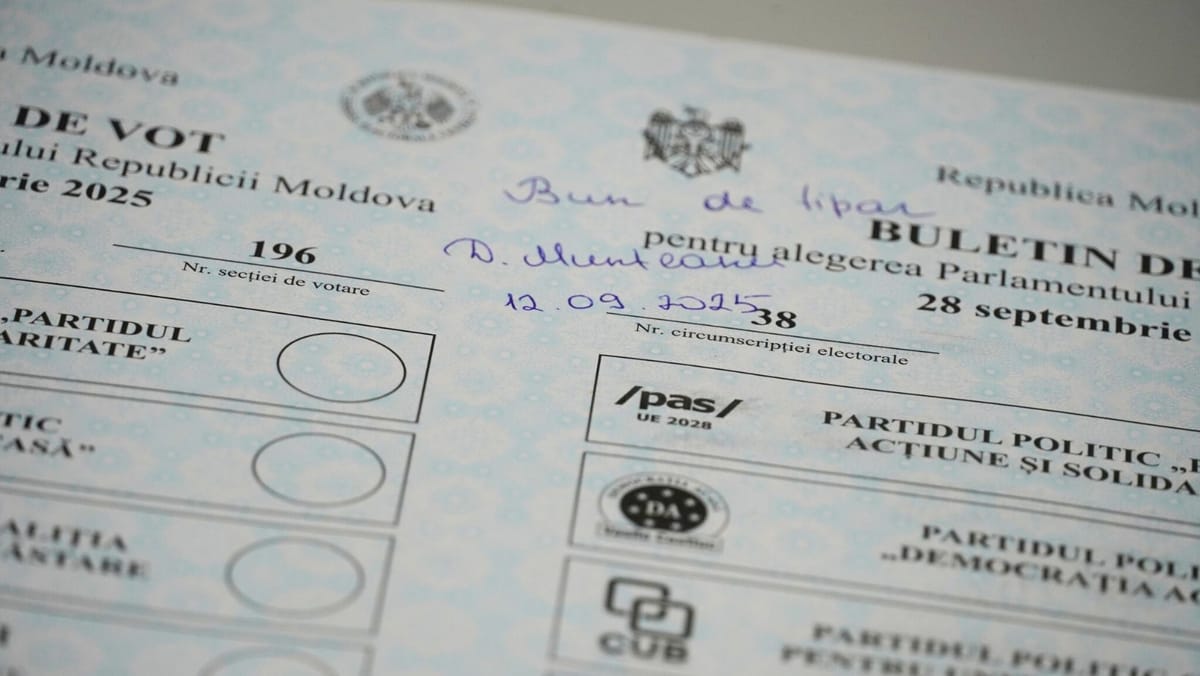 a Moldova
DE VOT
ului Republicii Moldova
rie 2025
196
Nr. secției de votare
„PARTIDUL
ARITATE”
TIC
ASĂ”
ALIȚIA
Bun de tipar
D. Munteanu
12.09.2025
Republica Mol
BULETIN DE
pentru alegerea Parlamentului
28 septembrie
38
Nr. circumscripției electorale
/pas/
UE 2028
PARTIDUL POLITIC „P
ACȚIUNE ȘI SOLIDA
DA
PARTIDUL POLI
„DEMOCRAȚIA AC
CUB
PARTIDUL POLITIC
PENTRU